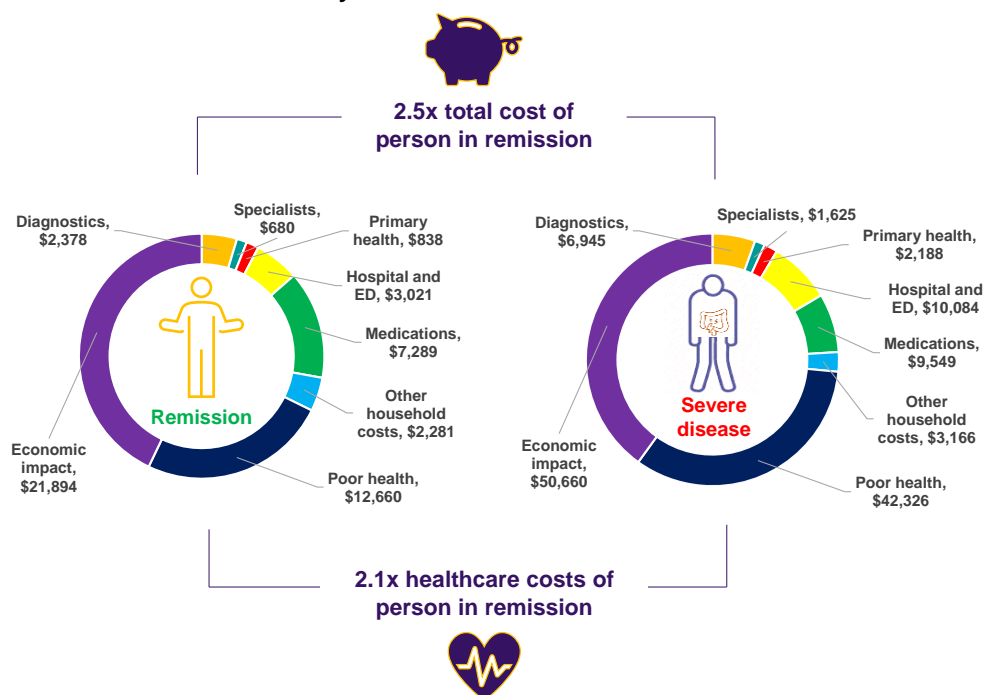 2.5x total cost of
person in remission
Diagnostics,
$2,378
Specialists,
$680
Primary
health, $838
Hospital and
ED, $3,021
Medications,
$7,289
Other
household
costs, $2,281
Poor health,
$12,660
Economic
impact,
$21,894
Remission
Diagnostics,
$6,945
Specialists, $1,625
Primary health,
$2,188
Hospital and
ED, $10,084
Medications,
$9,549
Other
household
costs, $3,166
Poor health,
$42,326
Economic
impact,
$50,660
Severe
disease
2.1x healthcare costs of
person in remission